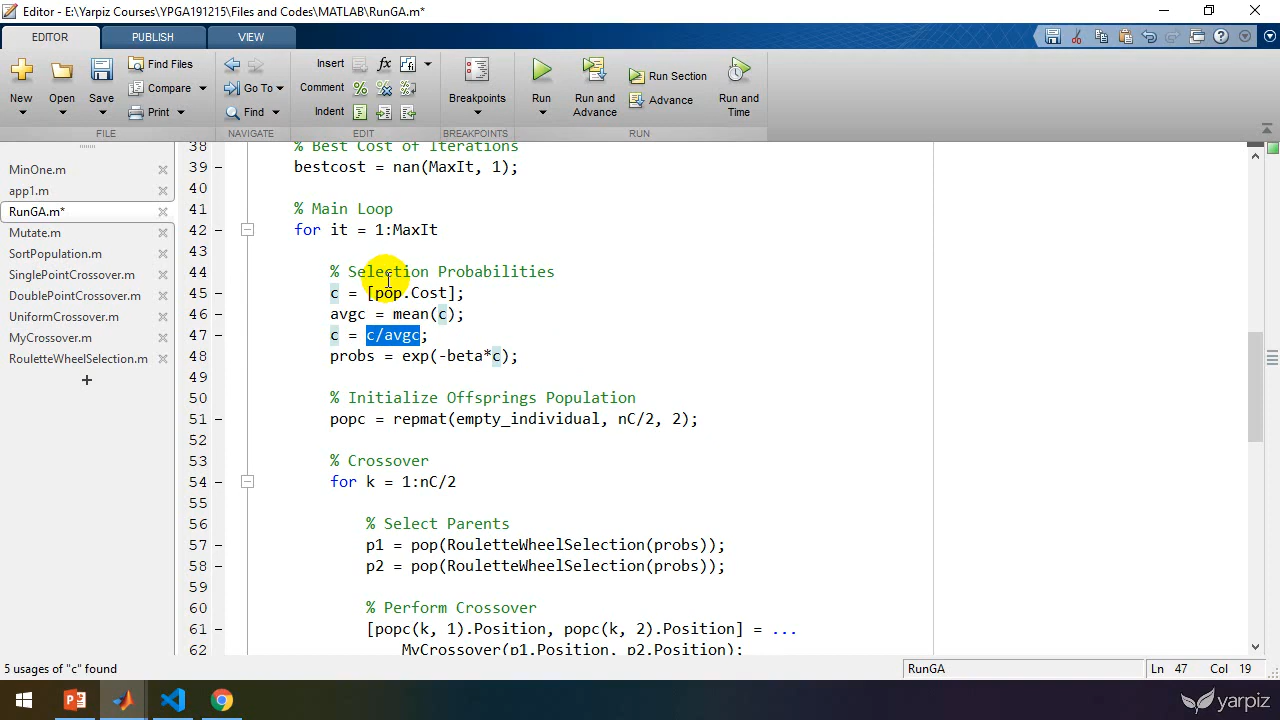 Editor - E:\Yarpiz Courses\YPGA191215\Files and Codes\MATLAB\RunGA.m*
EDITOR PUBLISH VIEW
New Open Save Find Files Compare Print
FILE
Go To Find
NAVIGATE
Insert
Comment
Indent
EDIT
Breakpoints
BREAKPOINTS
Run Run and Advance Run Section Advance Run and Time
RUN
MinOne.m
app1.m
RunGA.m*
Mutate.m
SortPopulation.m
SinglePointCrossover.m
DoublePointCrossover.m
UniformCrossover.m
MyCrossover.m
RouletteWheelSelection.m
38 % Best Cost of Iterations
39 bestcost = nan(MaxIt, 1);
40
41 % Main Loop
42 for it = 1:MaxIt
43
44 % Selection Probabilities
45 c = [pop.Cost];
46 avgc = mean(c);
47 c = c/avgc;
48 probs = exp(-beta*c);
49
50 % Initialize Offsprings Population
51 popc = repmat(empty_individual, nC/2, 2);
52
53 % Crossover
54 for k = 1:nC/2
55
56 % Select Parents
57 p1 = pop(RouletteWheelSelection(probs));
58 p2 = pop(RouletteWheelSelection(probs));
59
60 % Perform Crossover
61 [popc(k, 1).Position, popc(k, 2).Position] = ...
62 MyCrossover(p1.Position, p2.Position);
5 usages of "c" found
RunGA
Ln 47 Col 19
yarpiz